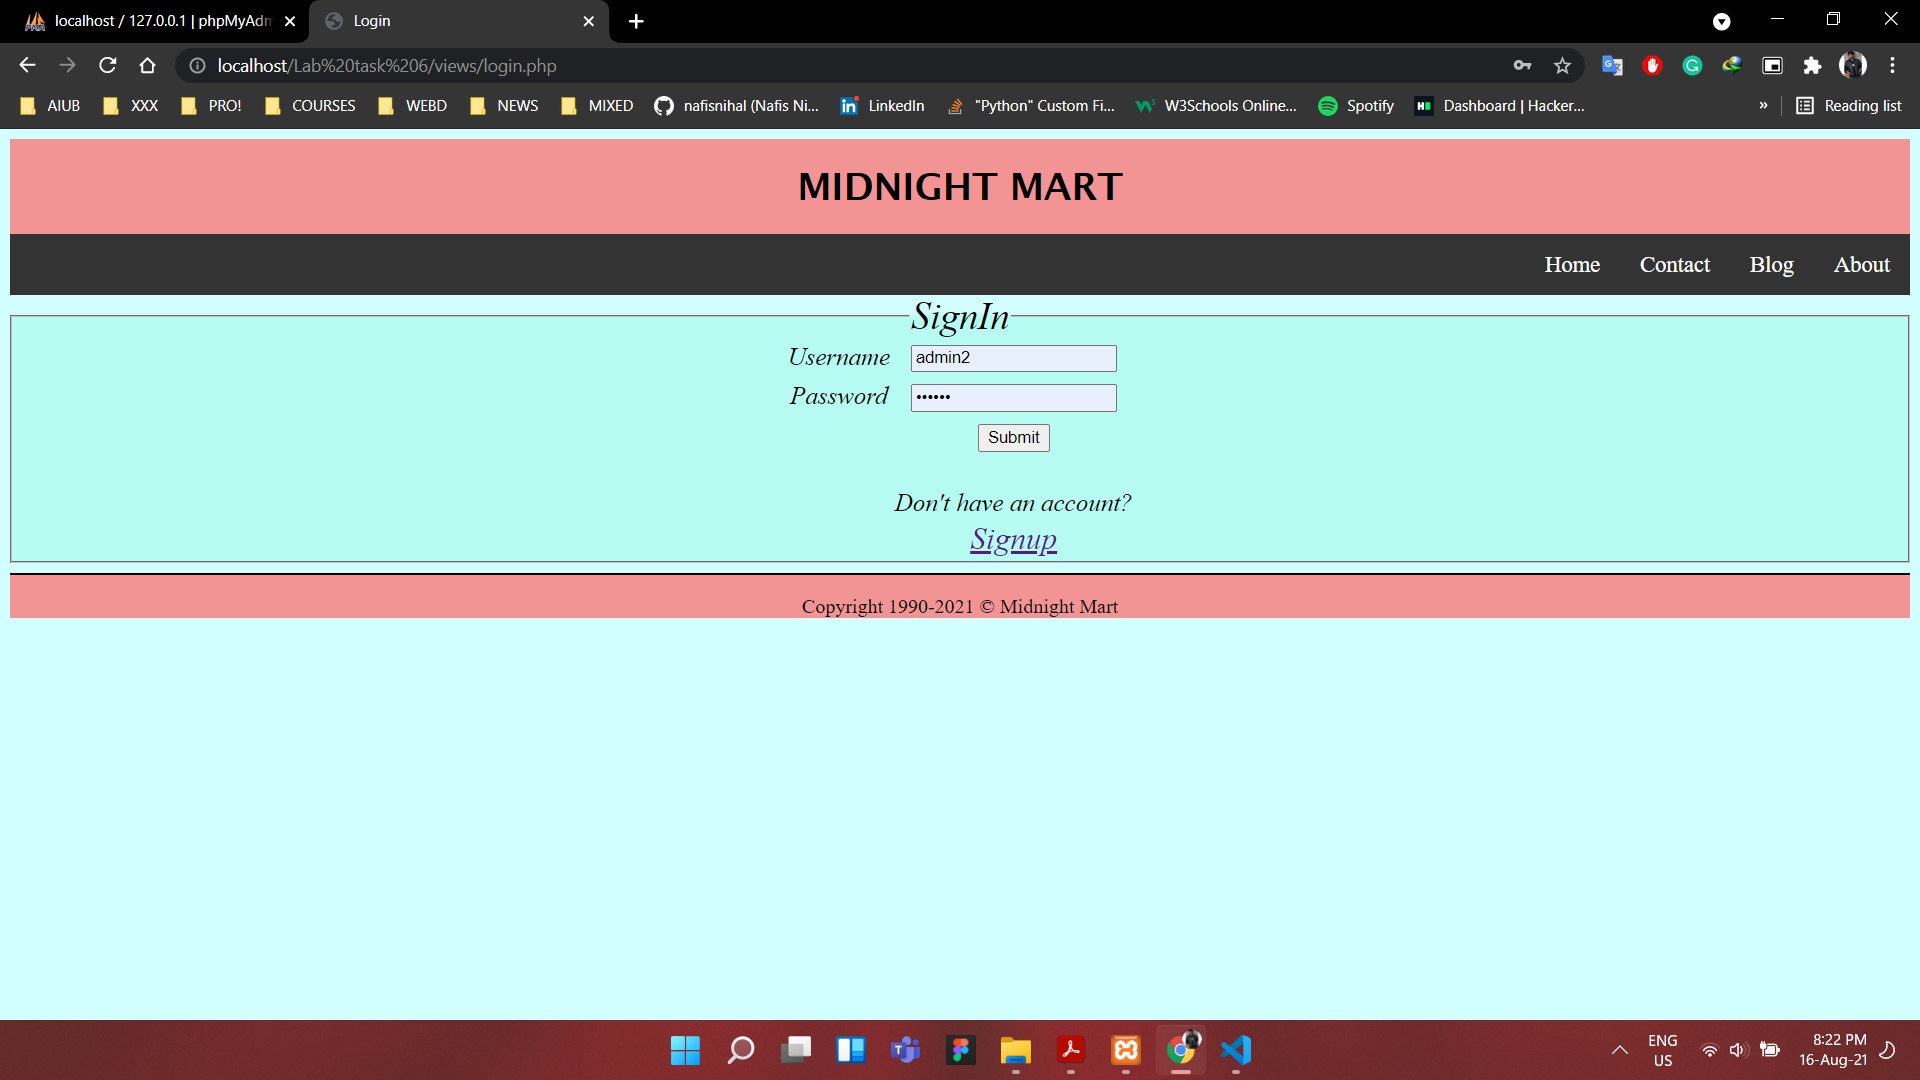 localhost / 127.0.0.1 | phpMyAdm
Login
localhost/Lab%20task%206/views/login.php
AIUB XXX PRO! COURSES WEBD NEWS MIXED nafisnihal (Nafis Ni... LinkedIn "Python" Custom Fi... W3Schools Online... Spotify Dashboard | Hacker... » Reading list
MIDNIGHT MART
Home Contact Blog About
SignIn
Username admin2
Password ••••••
Submit
Don't have an account?
Signup
Copyright 1990-2021 © Midnight Mart
ENG
US
8:22 PM
16-Aug-21